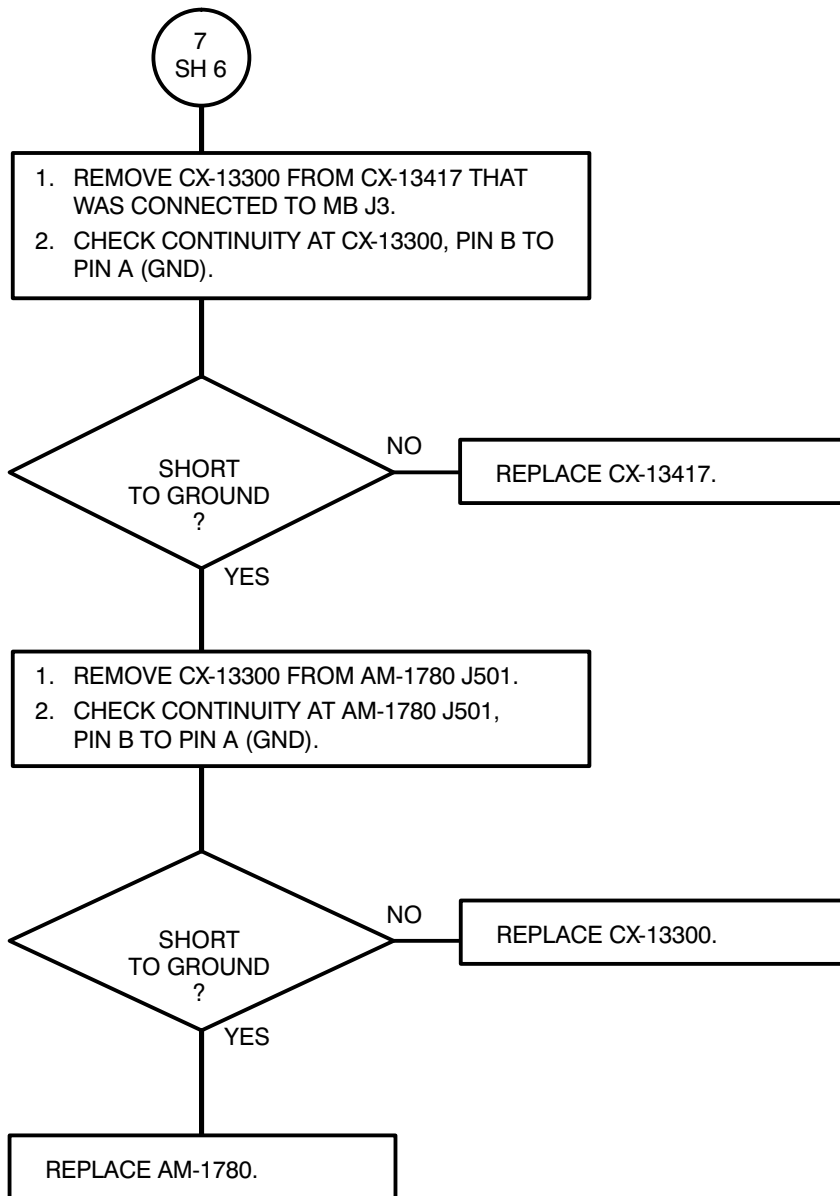 7
SH 6
1. REMOVE CX-13300 FROM CX-13417 THAT
WAS CONNECTED TO MB J3.
2. CHECK CONTINUITY AT CX-13300, PIN B TO
PIN A (GND).
SHORT
TO GROUND
?
NO
REPLACE CX-13417.
YES
1. REMOVE CX-13300 FROM AM-1780 J501.
2. CHECK CONTINUITY AT AM-1780 J501,
PIN B TO PIN A (GND).
SHORT
TO GROUND
?
NO
REPLACE CX-13300.
YES
REPLACE AM-1780.